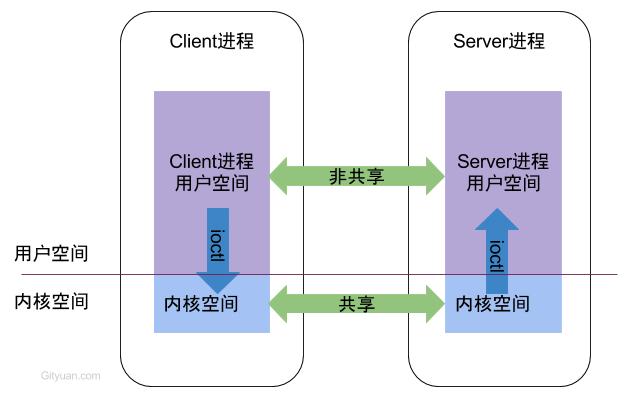 Client进程
Server进程
Client进程
用户空间
非共享
Server进程
用户空间
ioctl
ioctl
用户空间
内核空间
内核空间
共享
内核空间
Gityuan.com